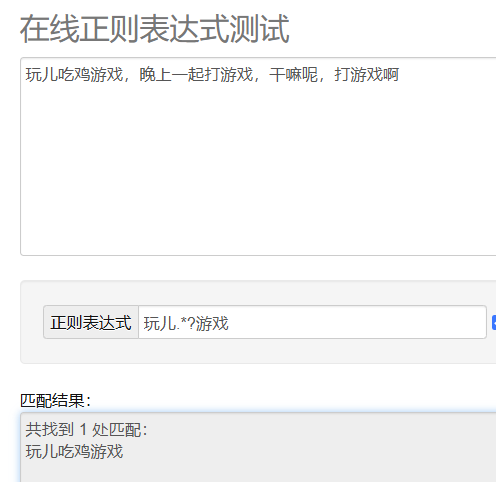 在线正则表达式测试
玩儿吃鸡游戏，晚上一起打游戏，干嘛呢，打游戏啊
正则表达式 玩儿.*?游戏
匹配结果：
共找到 1 处匹配：
玩儿吃鸡游戏